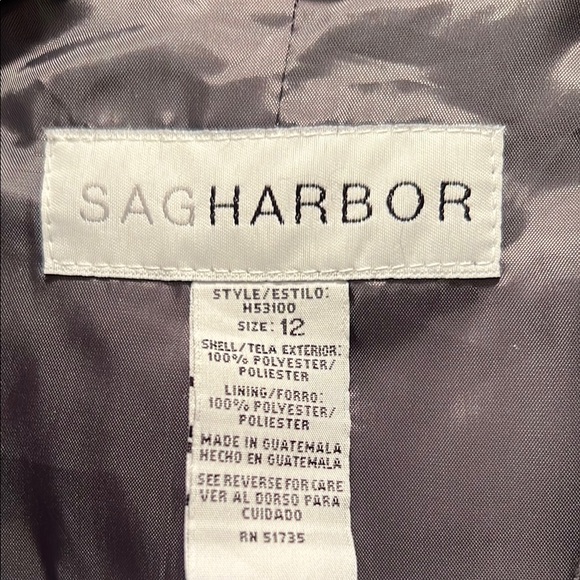 SAGHARBOR
STYLE/ESTILO:
H53100
SIZE: 12
SHELL/TELA EXTERIOR:
100% POLYESTER/
POLIESTER
LINING/FORRO:
100% POLYESTER/
POLIESTER
MADE IN GUATEMALA
HECHO EN GUATEMALA
SEE REVERSE FOR CARE
VER AL DORSO PARA
CUIDADO
RN 51735